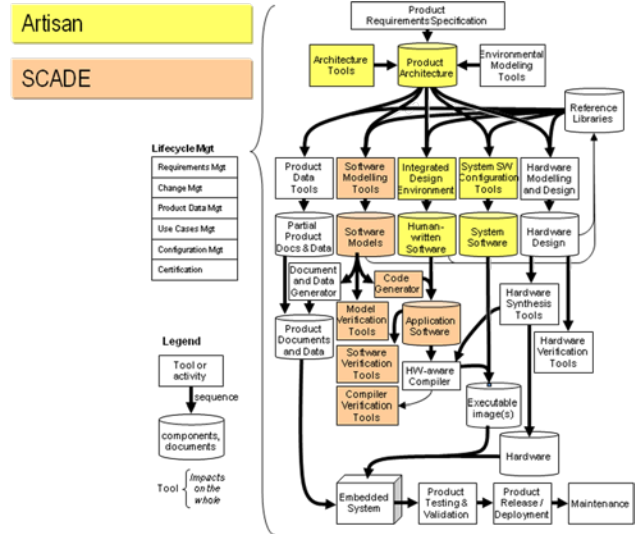 Artisan
SCADE
Product
Requirements Specification
Architecture
Tools
Product
Architecture
Environmental
Modeling
Tools
Reference
Libraries
Lifecycle Mgt
Requirements Mgt
Change Mgt
Product Data Mgt
Use Cases Mgt
Configuration Mgt
Certification
Product
Data
Tools
Software
Modelling
Tools
Integrated
Design
Environment
System SW
Configuration
Tools
Hardware
Modelling
and Design
Partial
Product
Docs & Data
Software
Models
Human-
written
Software
System
Software
Hardware
Design
Document
and Data
Generator
Code
Generator
Model
Verification
Tools
Application
Software
Hardware
Synthesis
Tools
Hardware
Verification
Tools
Product
Documents
and Data
Software
Verification
Tools
HW-aware
Compiler
Compiler
Verification
Tools
Executable
image(s)
Hardware
Legend
Tool or
activity
sequence
components,
documents
Tool
Impacts
on the
whole
Embedded
System
Product
Testing &
Validation
Product
Release /
Deployment
Maintenance